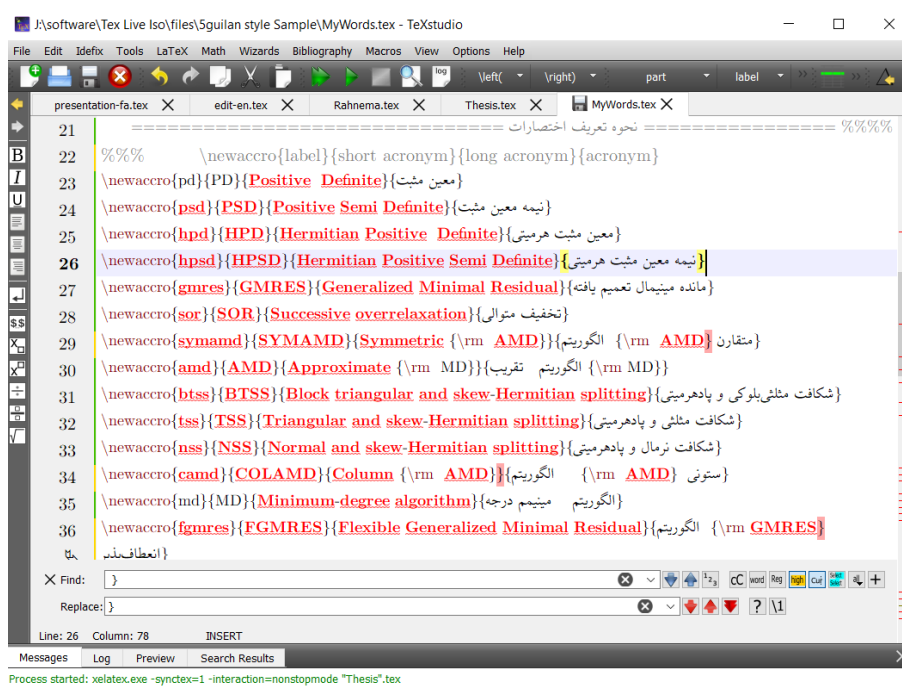 J:\software\Tex Live Iso\files\5guilan style Sample\MyWords.tex - TeXstudio
File Edit Idefix Tools LaTeX Math Wizards Bibliography Macros View Options Help
log \left( \right) part label
presentation-fa.tex edit-en.tex Rahnema.tex Thesis.tex MyWords.tex
21 %%%% ================ نحوه تعریف اختصارات ===============================
22 %%% \newaccro{label}{short acronym}{long acronym}{acronym}
23 \newaccro{pd}{PD}{Positive Definite}{معین مثبت}
24 \newaccro{psd}{PSD}{Positive Semi Definite}{نیمه معین مثبت}
25 \newaccro{hpd}{HPD}{Hermitian Positive Definite}{معین مثبت هرمیتی}
26 \newaccro{hpsd}{HPSD}{Hermitian Positive Semi Definite}{نیمه معین مثبت هرمیتی}
27 \newaccro{gmres}{GMRES}{Generalized Minimal Residual}{مانده مینیمال تعمیم یافته}
28 \newaccro{sor}{SOR}{Successive overrelaxation}{تخفیف متوالی}
29 \newaccro{symamd}{SYMAMD}{Symmetric {\rm AMD}}{الگوریتم {\rm AMD} متقارن}
30 \newaccro{amd}{AMD}{Approximate {\rm MD}}{الگوریتم تقریب {\rm MD}}
31 \newaccro{btss}{BTSS}{Block triangular and skew-Hermitian splitting}{شکافت مثلثی‌بلوکی و پادهرمیتی}
32 \newaccro{tss}{TSS}{Triangular and skew-Hermitian splitting}{شکافت مثلثی و پادهرمیتی}
33 \newaccro{nss}{NSS}{Normal and skew-Hermitian splitting}{شکافت نرمال و پادهرمیتی}
34 \newaccro{camd}{COLAMD}{Column {\rm AMD}}{الگوریتم {\rm AMD} ستونی}
35 \newaccro{md}{MD}{Minimum-degree algorithm}{الگوریتم مینیمم درجه}
36 \newaccro{fgmres}{FGMRES}{Flexible Generalized Minimal Residual}{الگوریتم {\rm GMRES}
انعطاف‌پذیر}
Find: }
Replace: }
Line: 26 Column: 78 INSERT
Messages Log Preview Search Results
Process started: xelatex.exe -synctex=1 -interaction=nonstopmode "Thesis".tex